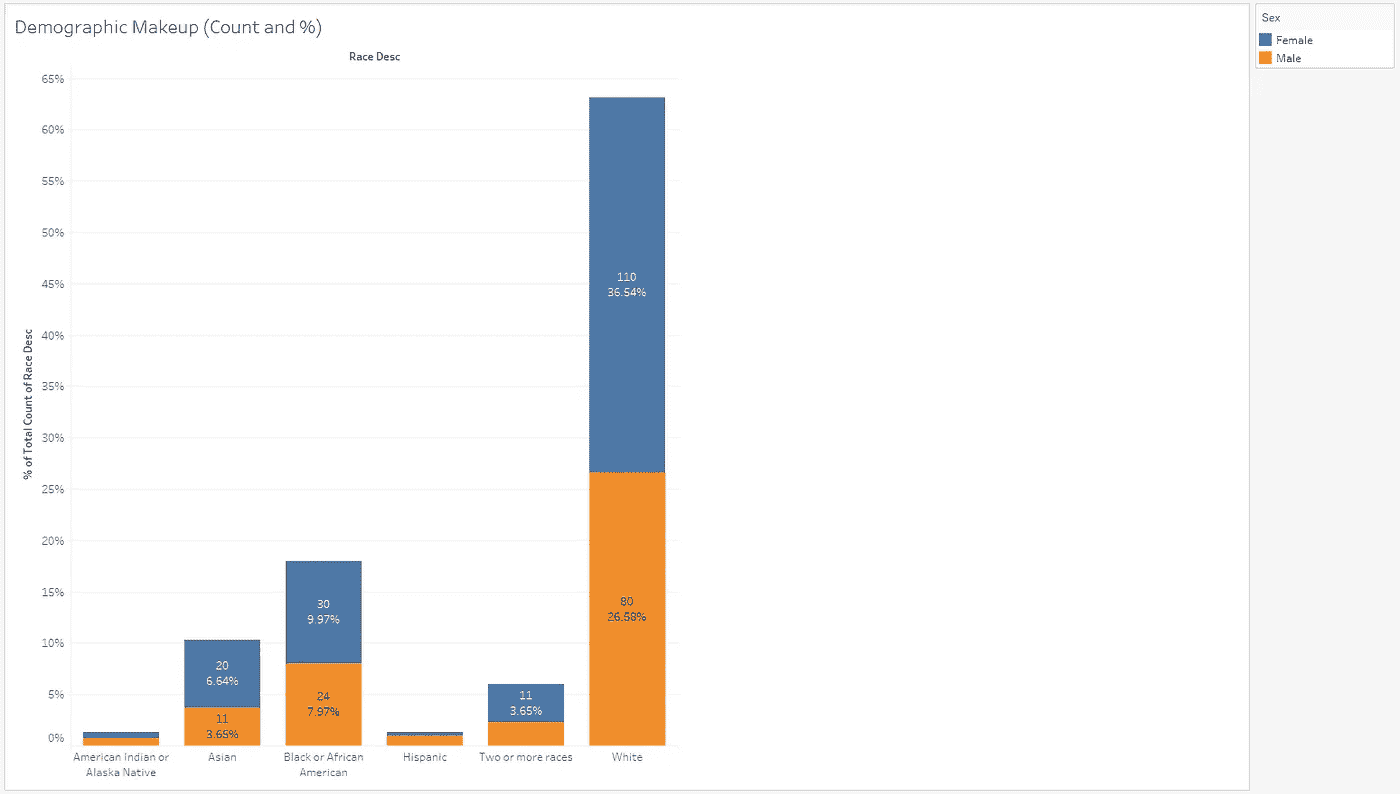 Demographic Makeup (Count and %)
Race Desc
% of Total Count of Race Desc
65%
60%
55%
50%
45%
40%
35%
30%
25%
20%
15%
10%
5%
0%
20
6.64%
11
3.65%
30
9.97%
24
7.97%
11
3.65%
110
36.54%
80
26.58%
American Indian or
Alaska Native
Asian
Black or African
American
Hispanic
Two or more races
White
Sex
Female
Male